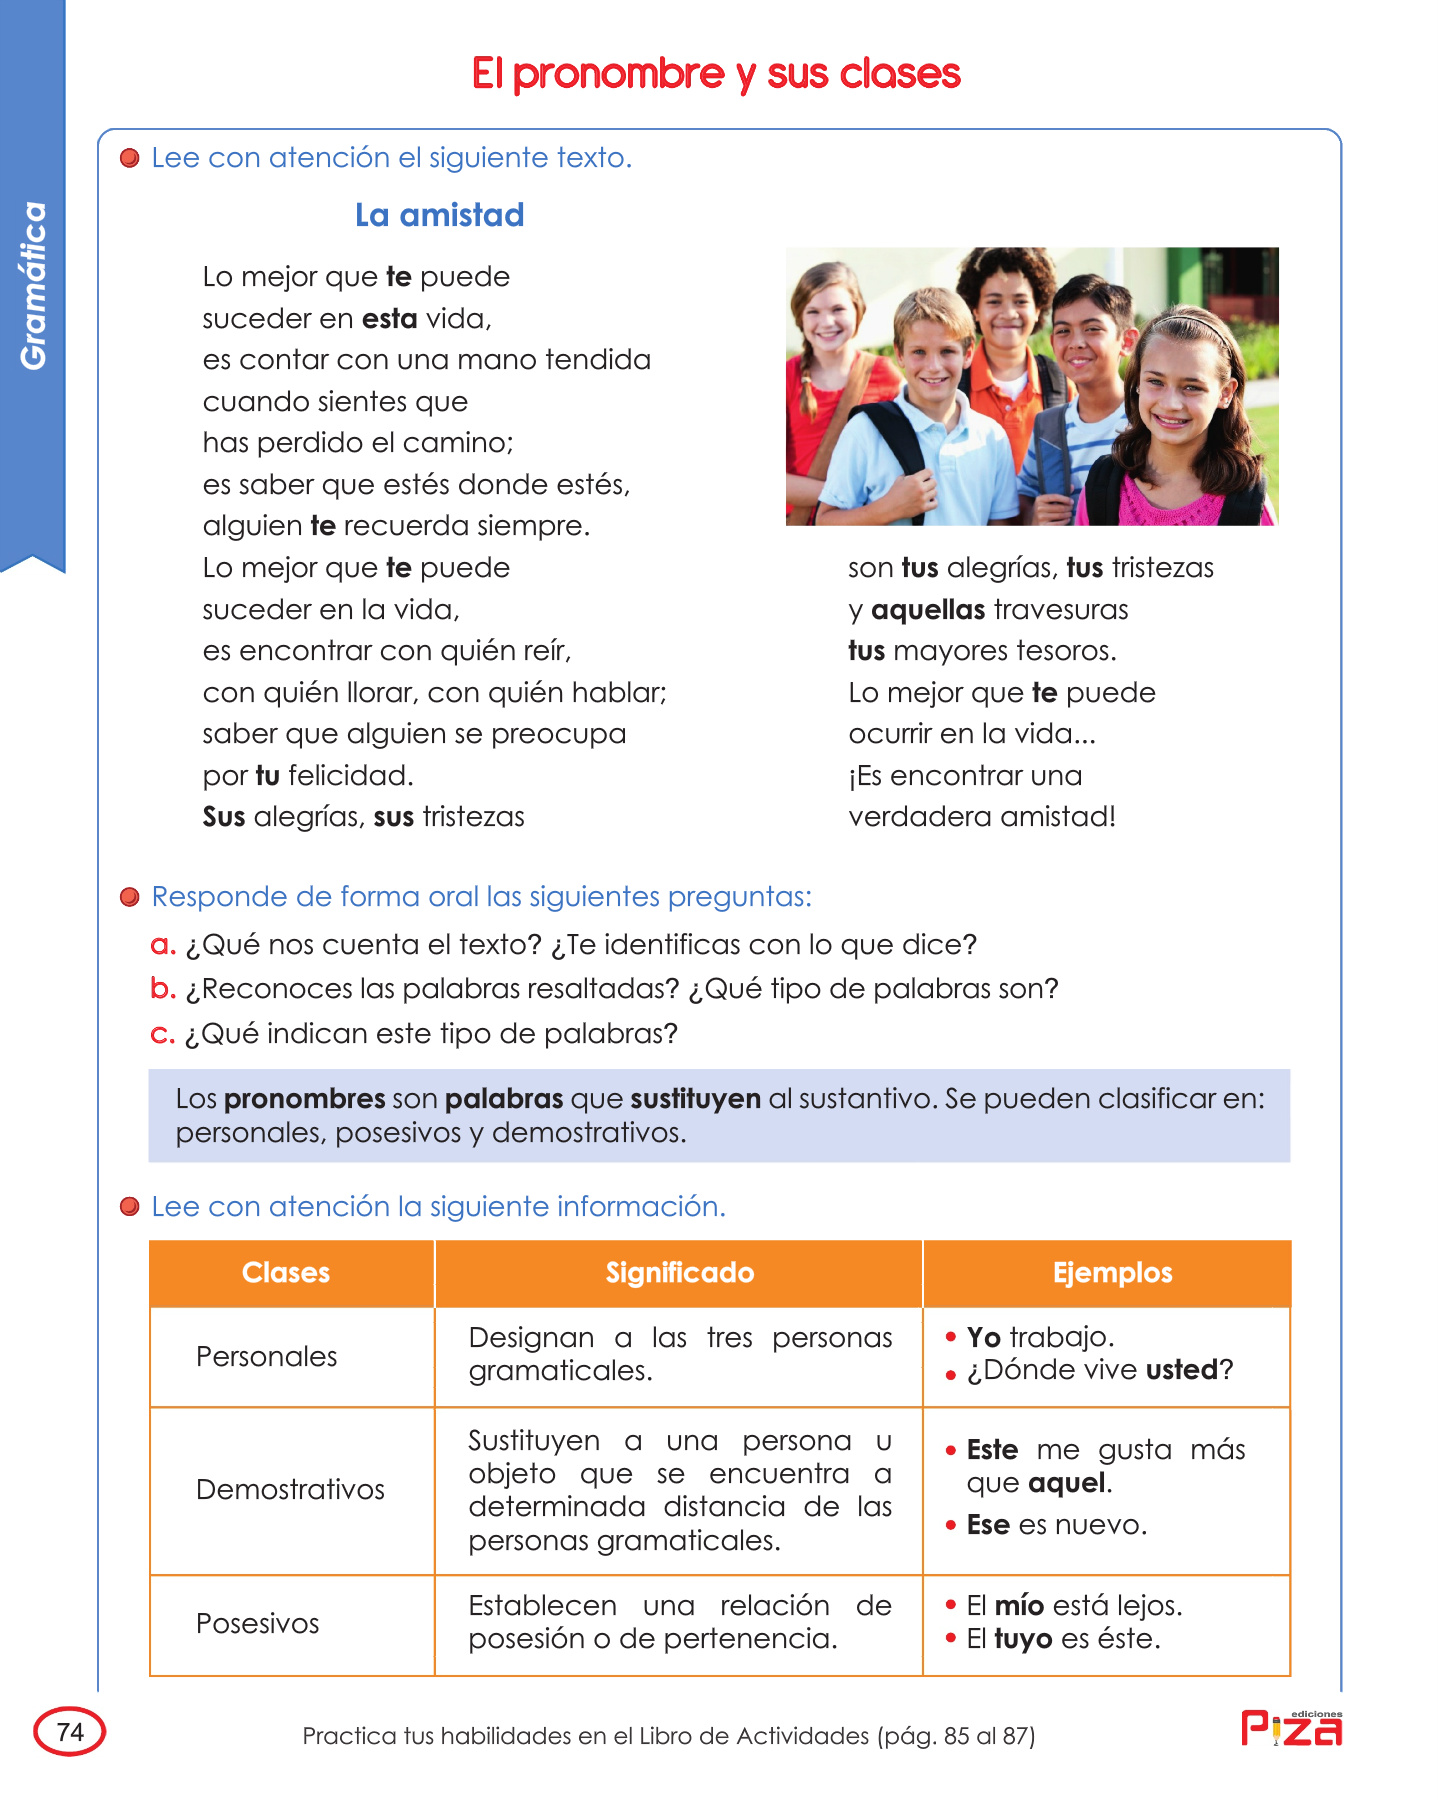 El pronombre y sus clases
Gramática
Lee con atención el siguiente texto.
La amistad
Lo mejor que te puede
suceder en esta vida,
es contar con una mano tendida
cuando sientes que
has perdido el camino;
es saber que estés donde estés,
alguien te recuerda siempre.
Lo mejor que te puede
suceder en la vida,
es encontrar con quién reír,
con quién llorar, con quién hablar;
saber que alguien se preocupa
por tu felicidad.
Sus alegrías, sus tristezas
son tus alegrías, tus tristezas
y aquellas travesuras
tus mayores tesoros.
Lo mejor que te puede
ocurrir en la vida...
¡Es encontrar una
verdadera amistad!
Responde de forma oral las siguientes preguntas:
a. ¿Qué nos cuenta el texto? ¿Te identificas con lo que dice?
b. ¿Reconoces las palabras resaltadas? ¿Qué tipo de palabras son?
c. ¿Qué indican este tipo de palabras?
Los pronombres son palabras que sustituyen al sustantivo. Se pueden clasificar en:
personales, posesivos y demostrativos.
Lee con atención la siguiente información.
Clases Significado Ejemplos
Personales
Designan a las tres personas
gramaticales.
• Yo trabajo.
• ¿Dónde vive usted?
Demostrativos
Sustituyen a una persona u
objeto que se encuentra a
determinada distancia de las
personas gramaticales.
• Este me gusta más
que aquel.
• Ese es nuevo.
Posesivos
Establecen una relación de
posesión o de pertenencia.
• El mío está lejos.
• El tuyo es éste.
74
Practica tus habilidades en el Libro de Actividades (pág. 85 al 87)
ediciones
Piza